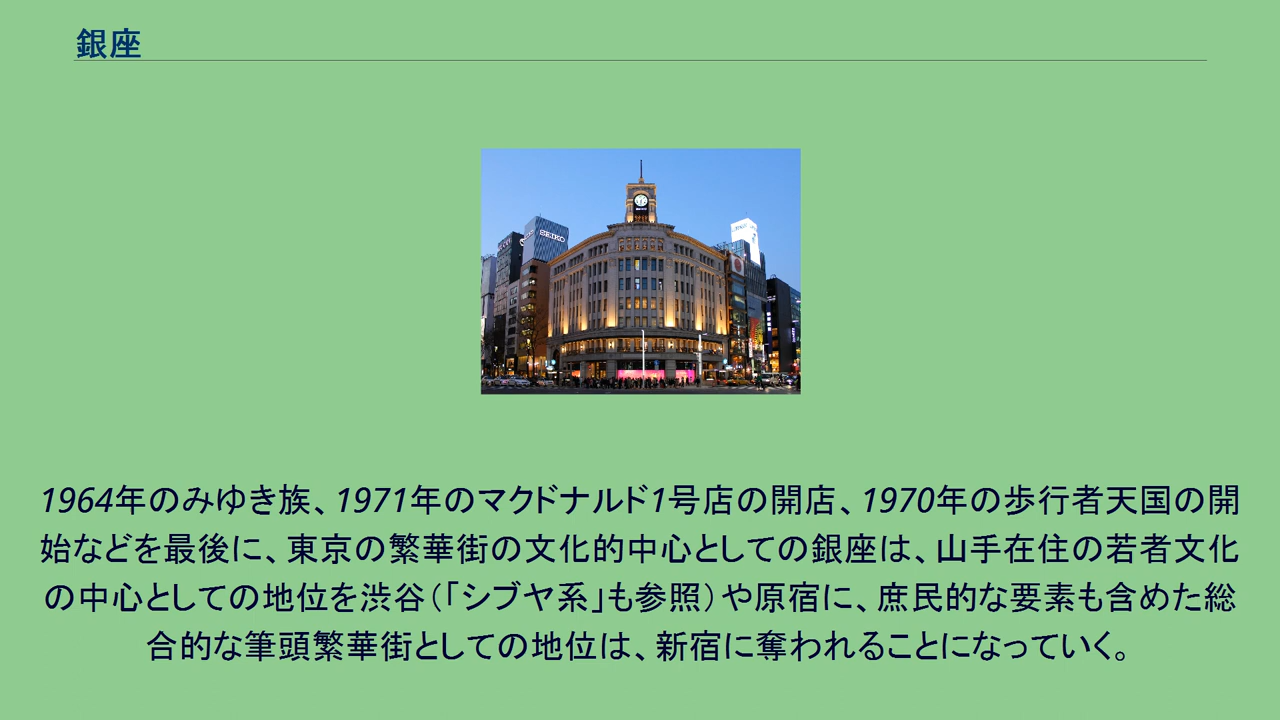 銀座
SEIKO
1964年のみゆき族、1971年のマクドナルド1号店の開店、1970年の歩行者天国の開
始などを最後に、東京の繁華街の文化的中心としての銀座は、山手在住の若者文化
の中心としての地位を渋谷（「シブヤ系」も参照）や原宿に、庶民的な要素も含めた総
合的な筆頭繁華街としての地位は、新宿に奪われることになっていく。